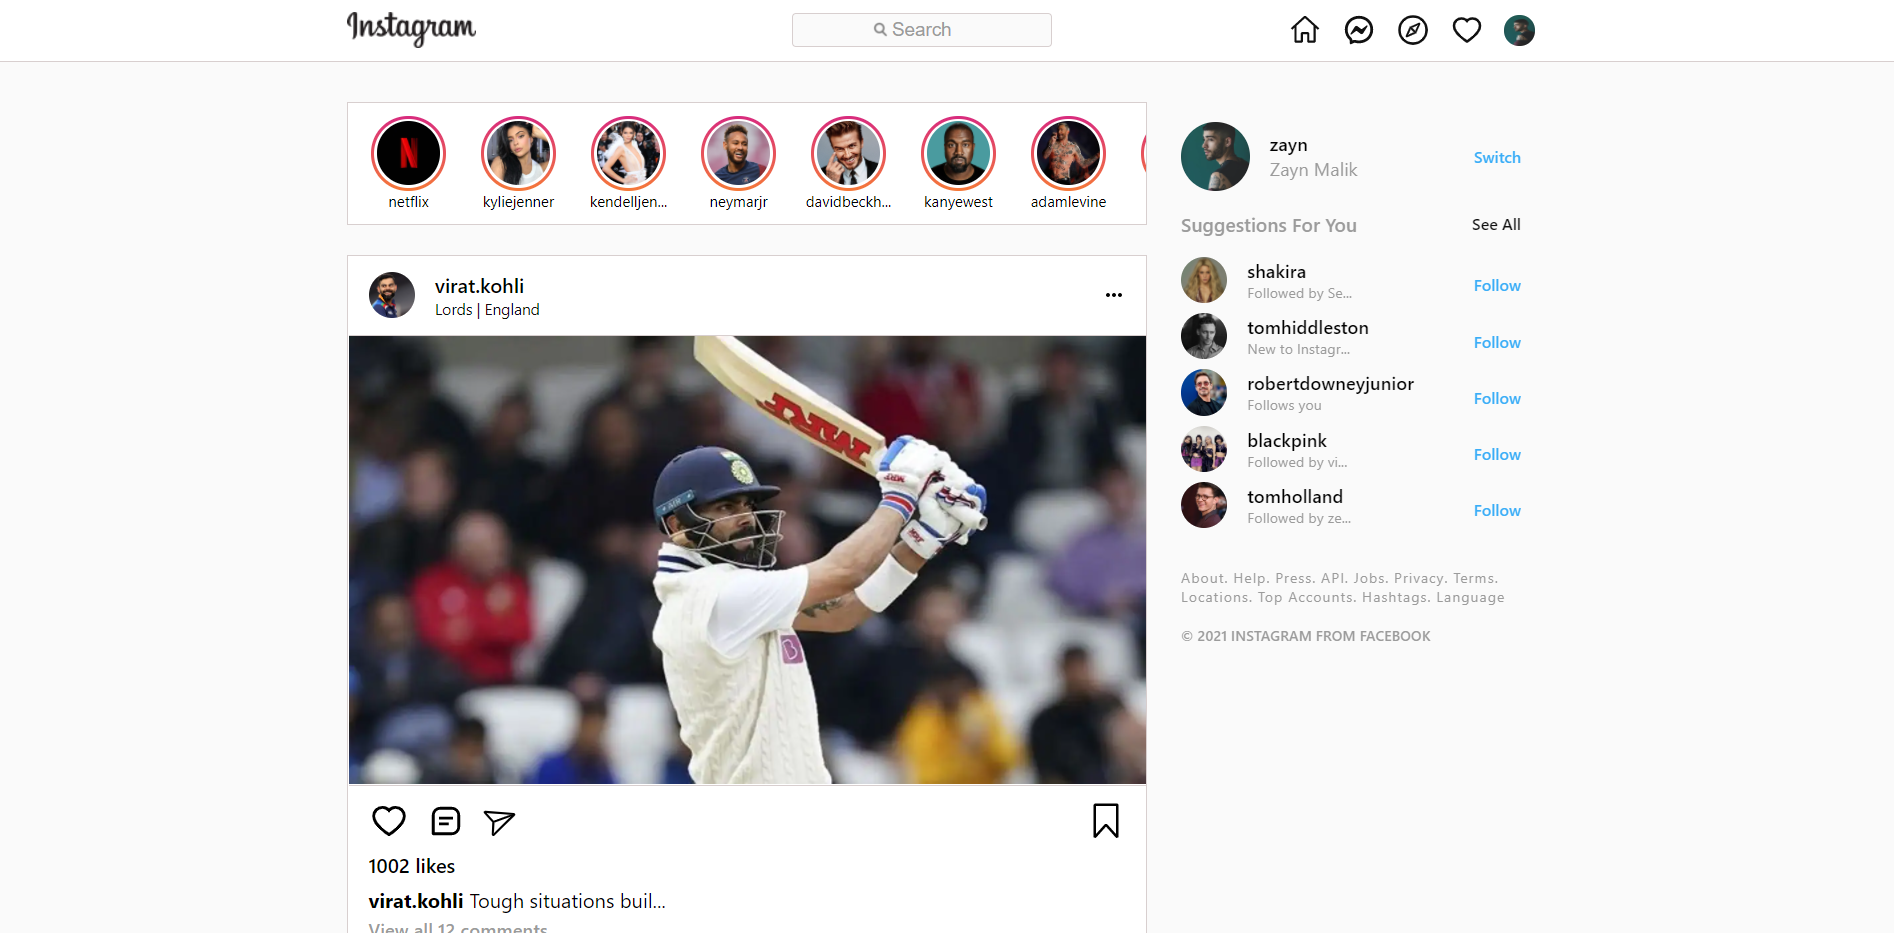 Instagram
Search
netflix
kyliejenner
kendelljen...
neymarjr
davidbeckh...
kanyewest
adamlevine
zayn
Zayn Malik
Switch
Suggestions For You
See All
shakira
Followed by Se...
Follow
tomhiddleston
New to Instagr...
Follow
robertdowneyjunior
Follows you
Follow
blackpink
Followed by vi...
Follow
tomholland
Followed by ze...
Follow
About. Help. Press. API. Jobs. Privacy. Terms.
Locations. Top Accounts. Hashtags. Language
© 2021 INSTAGRAM FROM FACEBOOK
virat.kohli
Lords | England
MRF
MRF
1002 likes
virat.kohli Tough situations buil...
View all 12 comments